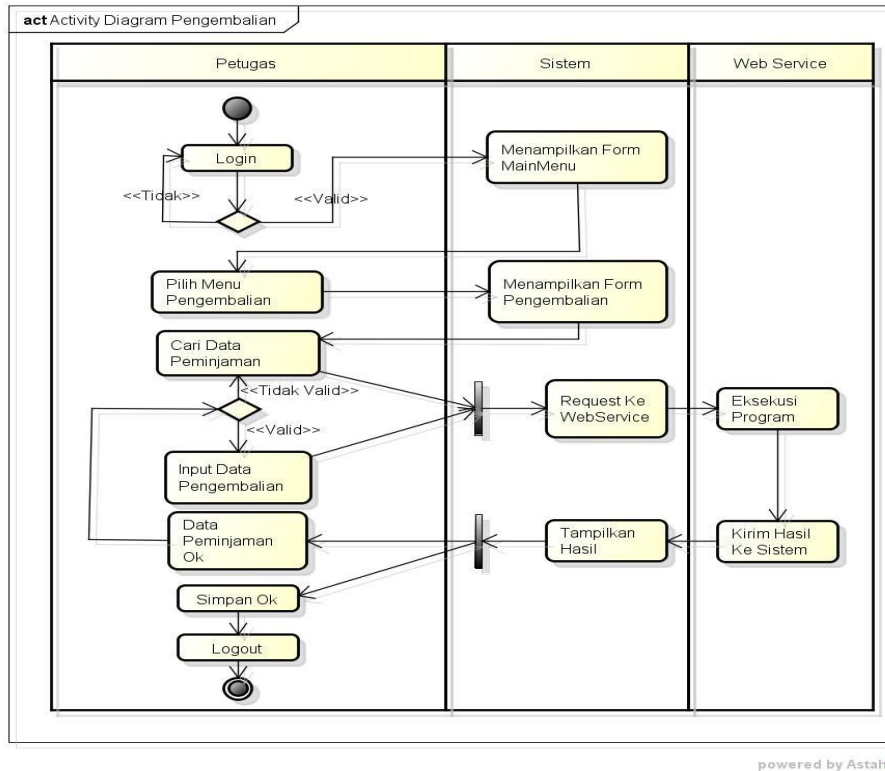 act Activity Diagram Pengembalian
Petugas
Sistem
Web Service
Login
Menampilkan Form
MainMenu
<<Tidak>>
<<Valid>>
Pilih Menu
Pengembalian
Menampilkan Form
Pengembalian
Cari Data
Peminjaman
<<Tidak Valid>>
<<Valid>>
Request Ke
WebService
Eksekusi
Program
Input Data
Pengembalian
Data
Peminjaman
Ok
Tampilkan
Hasil
Kirim Hasil
Ke Sistem
Simpan Ok
Logout
powered by Astah